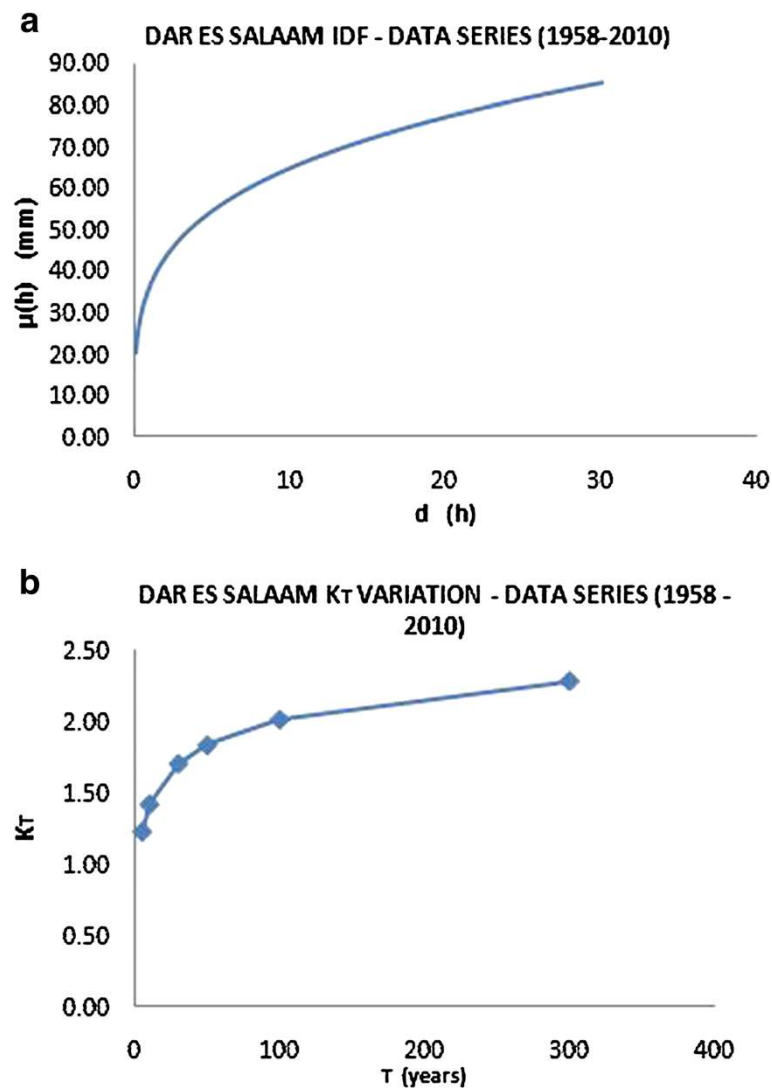 a
DAR ES SALAAM IDF - DATA SERIES (1958-2010)
90.00
80.00
70.00
60.00
50.00
40.00
30.00
20.00
10.00
0.00
µ(h) (mm)
0 10 20 30 40
d (h)
b
DAR ES SALAAM KT VARIATION - DATA SERIES (1958 -
2010)
2.50
2.00
1.50
1.00
0.50
0.00
KT
0 100 200 300 400
T (years)